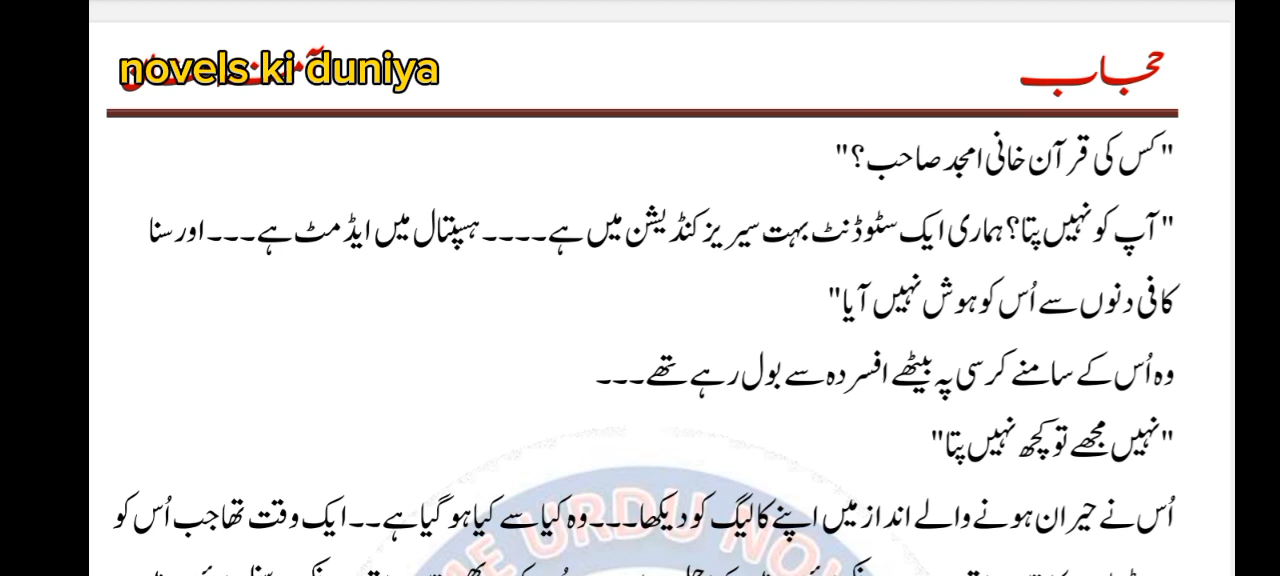 حجاب
novels ki duniya
"کس کی قرآن خانی امجد صاحب؟"
"آپ کو نہیں پتا؟ ہماری ایک سٹوڈنٹ بہت سیریز کنڈیشن میں ہے۔۔۔۔ ہسپتال میں ایڈمٹ ہے۔۔۔ اور سنا
کافی دنوں سے اُس کو ہوش نہیں آیا"
وہ اُس کے سامنے کرسی پہ بیٹھے افسردہ سے بول رہے تھے۔۔۔
"نہیں مجھے تو کچھ نہیں پتا"
اُس نے حیران ہونے والے انداز میں اپنے کالیگ کو دیکھا۔۔۔ وہ کیا سے کیا ہو گیا ہے۔۔ ایک وقت تھا جب اُس کو
URDU